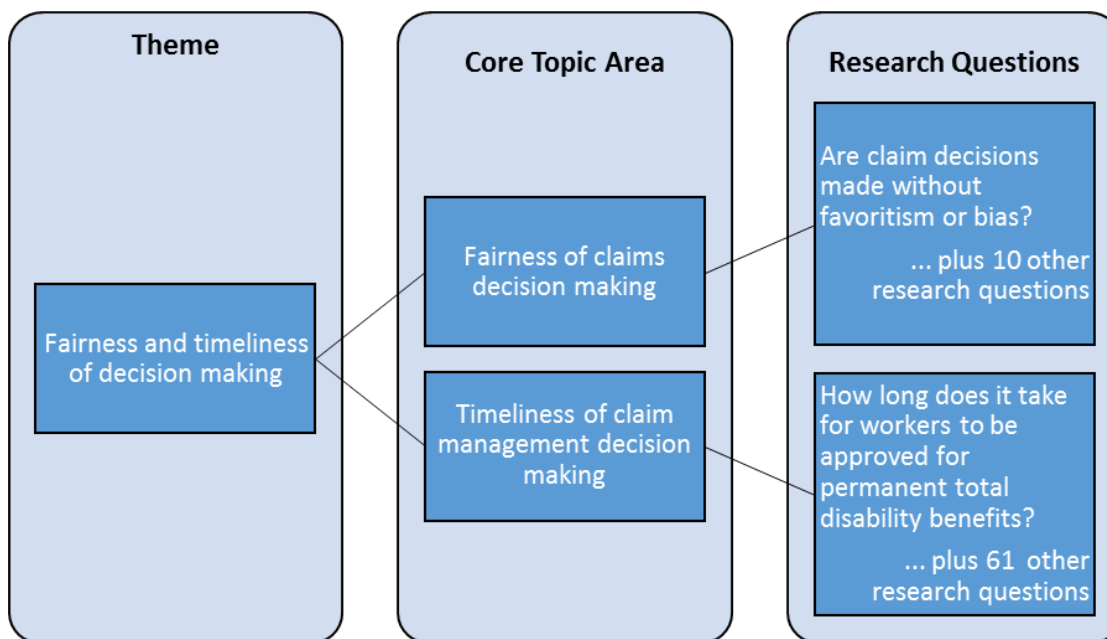 Theme
Fairness and timeliness
of decision making
Core Topic Area
Fairness of claims
decision making
Timeliness of claim
management decision
making
Research Questions
Are claim decisions
made without
favoritism or bias?
... plus 10 other
research questions
How long does it take
for workers to be
approved for
permanent total
disability benefits?
... plus 61 other
research questions